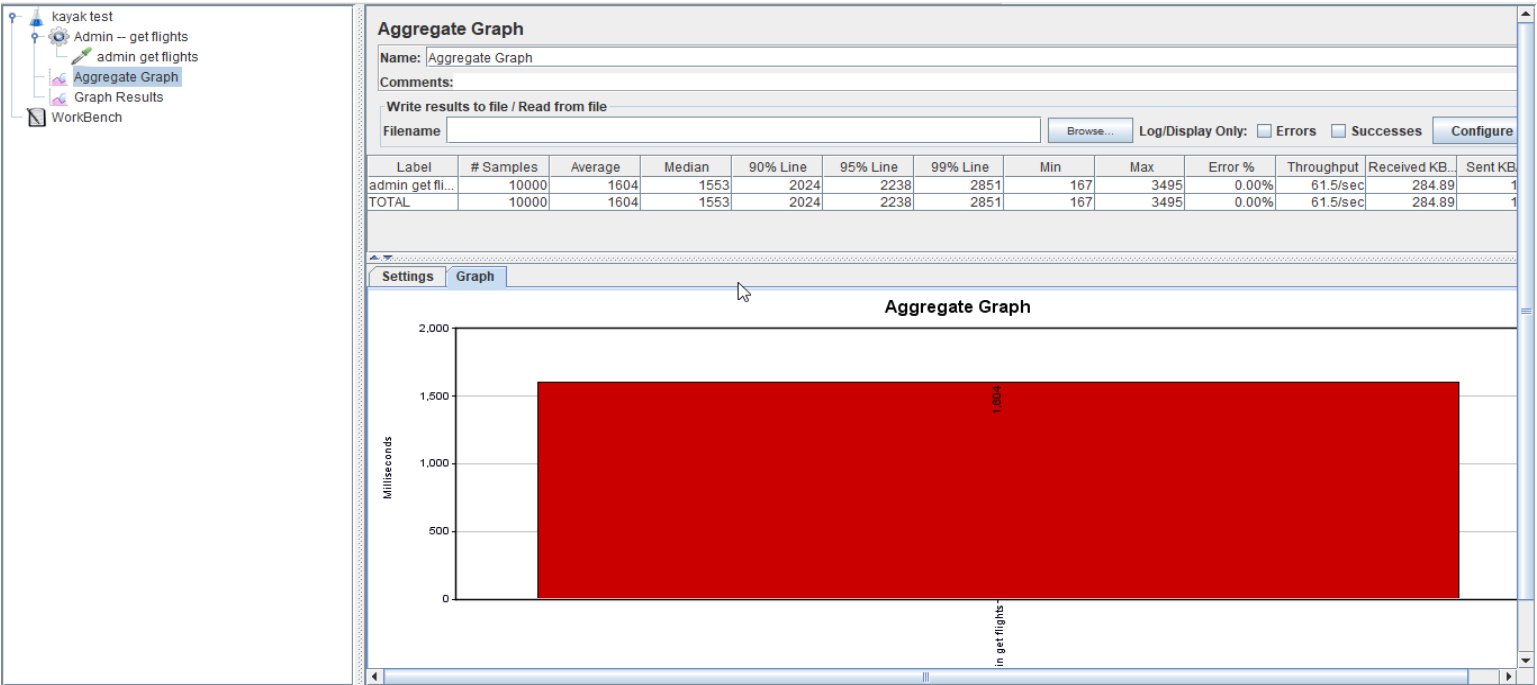 kayak test
Admin -- get flights
admin get flights
Aggregate Graph
Graph Results
WorkBench
Aggregate Graph
Name: Aggregate Graph
Comments:
Write results to file / Read from file
Filename Browse... Log/Display Only: Errors Successes Configure
Label # Samples Average Median 90% Line 95% Line 99% Line Min Max Error % Throughput Received KB... Sent KB/
admin get fli... 10000 1604 1553 2024 2238 2851 167 3495 0.00% 61.5/sec 284.89 1
TOTAL 10000 1604 1553 2024 2238 2851 167 3495 0.00% 61.5/sec 284.89 1
Settings Graph
Aggregate Graph
2,000
1,500
1,000
500
0
Milliseconds
1,604
in get flights